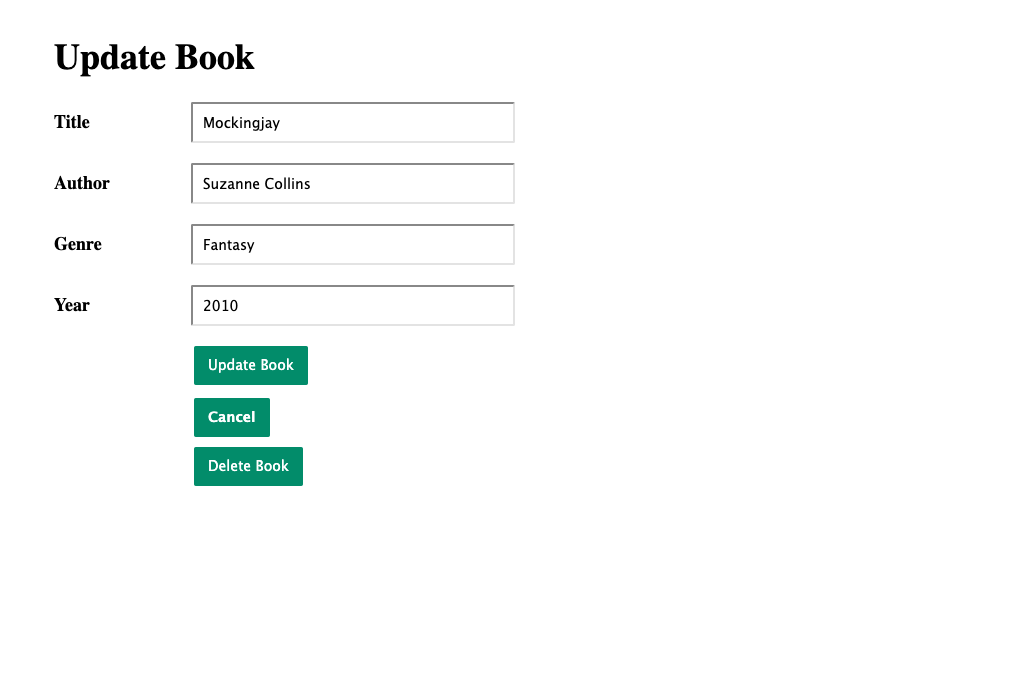 Update Book
Title Mockingjay
Author Suzanne Collins
Genre Fantasy
Year 2010
Update Book
Cancel
Delete Book